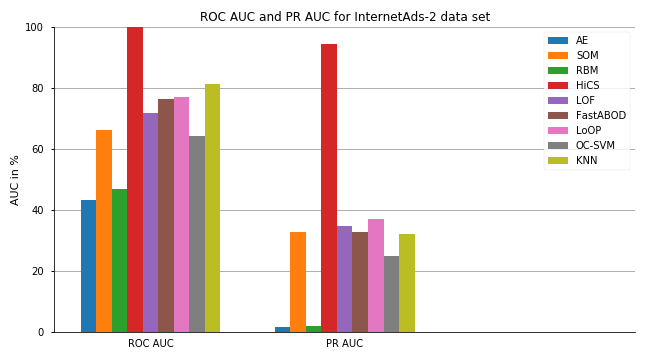 ROC AUC and PR AUC for InternetAds-2 data set
AUC in %
100
80
60
40
20
0
ROC AUC
PR AUC
AE
SOM
RBM
HiCS
LOF
FastABOD
LoOP
OC-SVM
KNN